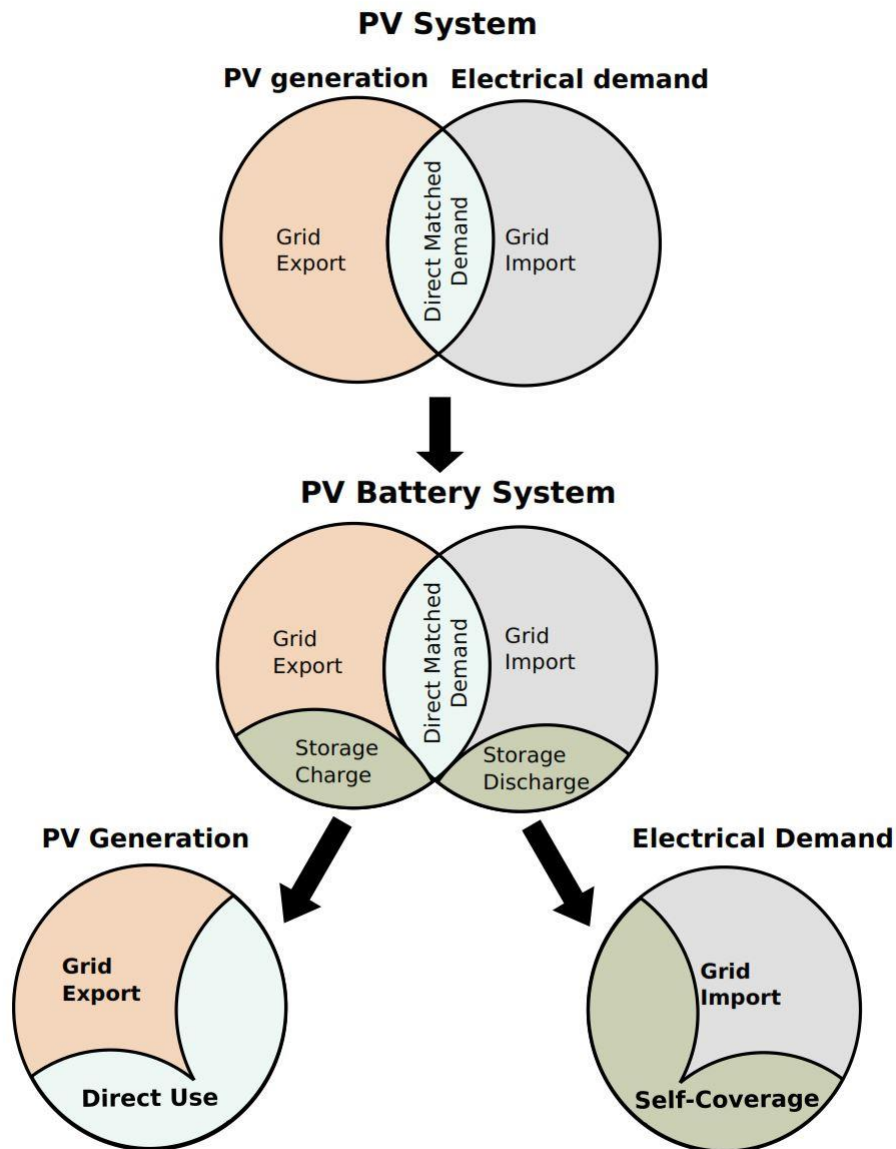 PV System
PV generation
Electrical demand
Grid
Export
Direct Matched
Demand
Grid
Import
PV Battery System
Grid
Export
Direct Matched
Demand
Grid
Import
Storage
Charge
Storage
Discharge
PV Generation
Electrical Demand
Grid
Export
Direct Use
Grid
Import
Self-Coverage